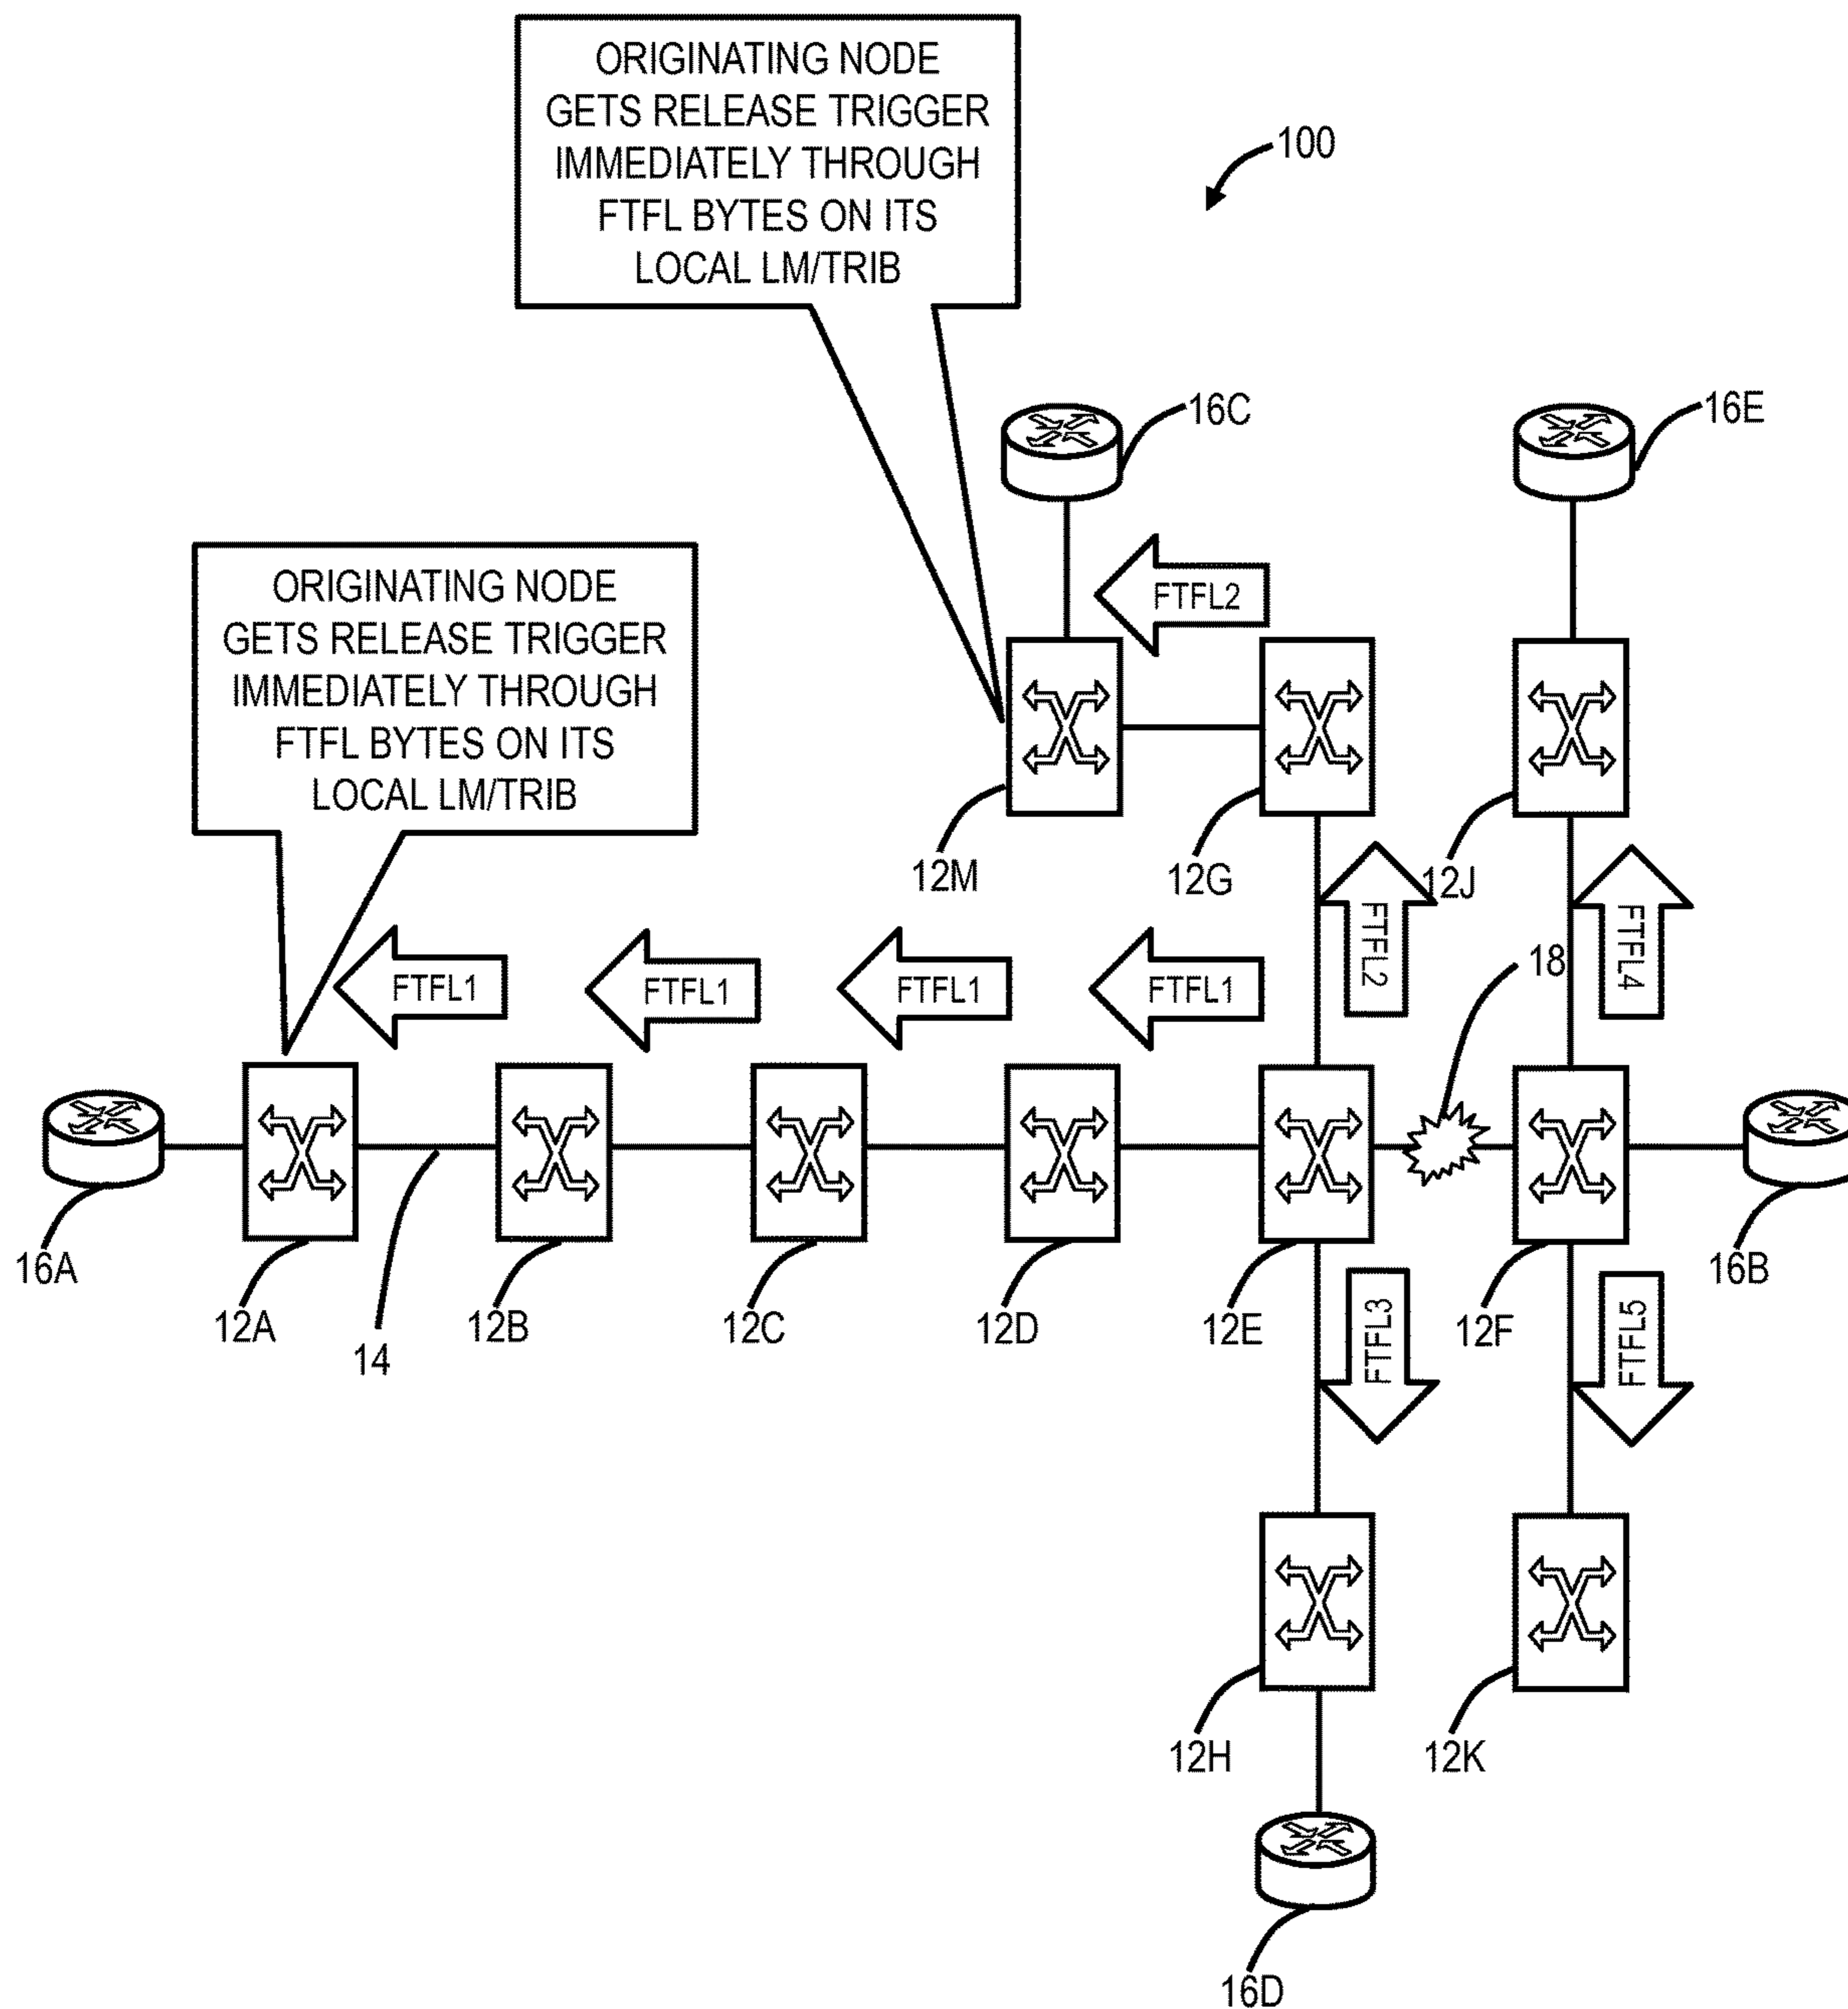 ORIGINATING NODE
GETS RELEASE TRIGGER
IMMEDIATELY THROUGH
FTFL BYTES ON ITS
LOCAL LM/TRIB
100
16C
16E
ORIGINATING NODE
GETS RELEASE TRIGGER
IMMEDIATELY THROUGH
FTFL BYTES ON ITS
LOCAL LM/TRIB
FTFL2
12M
12G
12J
FTFL2
FTFL4
18
FTFL1
FTFL1
FTFL1
FTFL1
16A
12A
14
12B
12C
12D
12E
FTFL3
12F
FTFL5
16B
12H
12K
16D